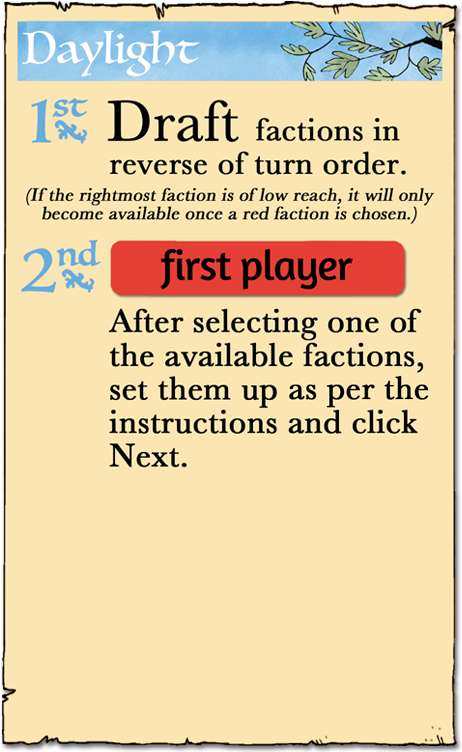 Daylight
1st Draft factions in
reverse of turn order.
(If the rightmost faction is of low reach, it will only
become available once a red faction is chosen.)
2nd first player
After selecting one of
the available factions,
set them up as per the
instructions and click
Next.